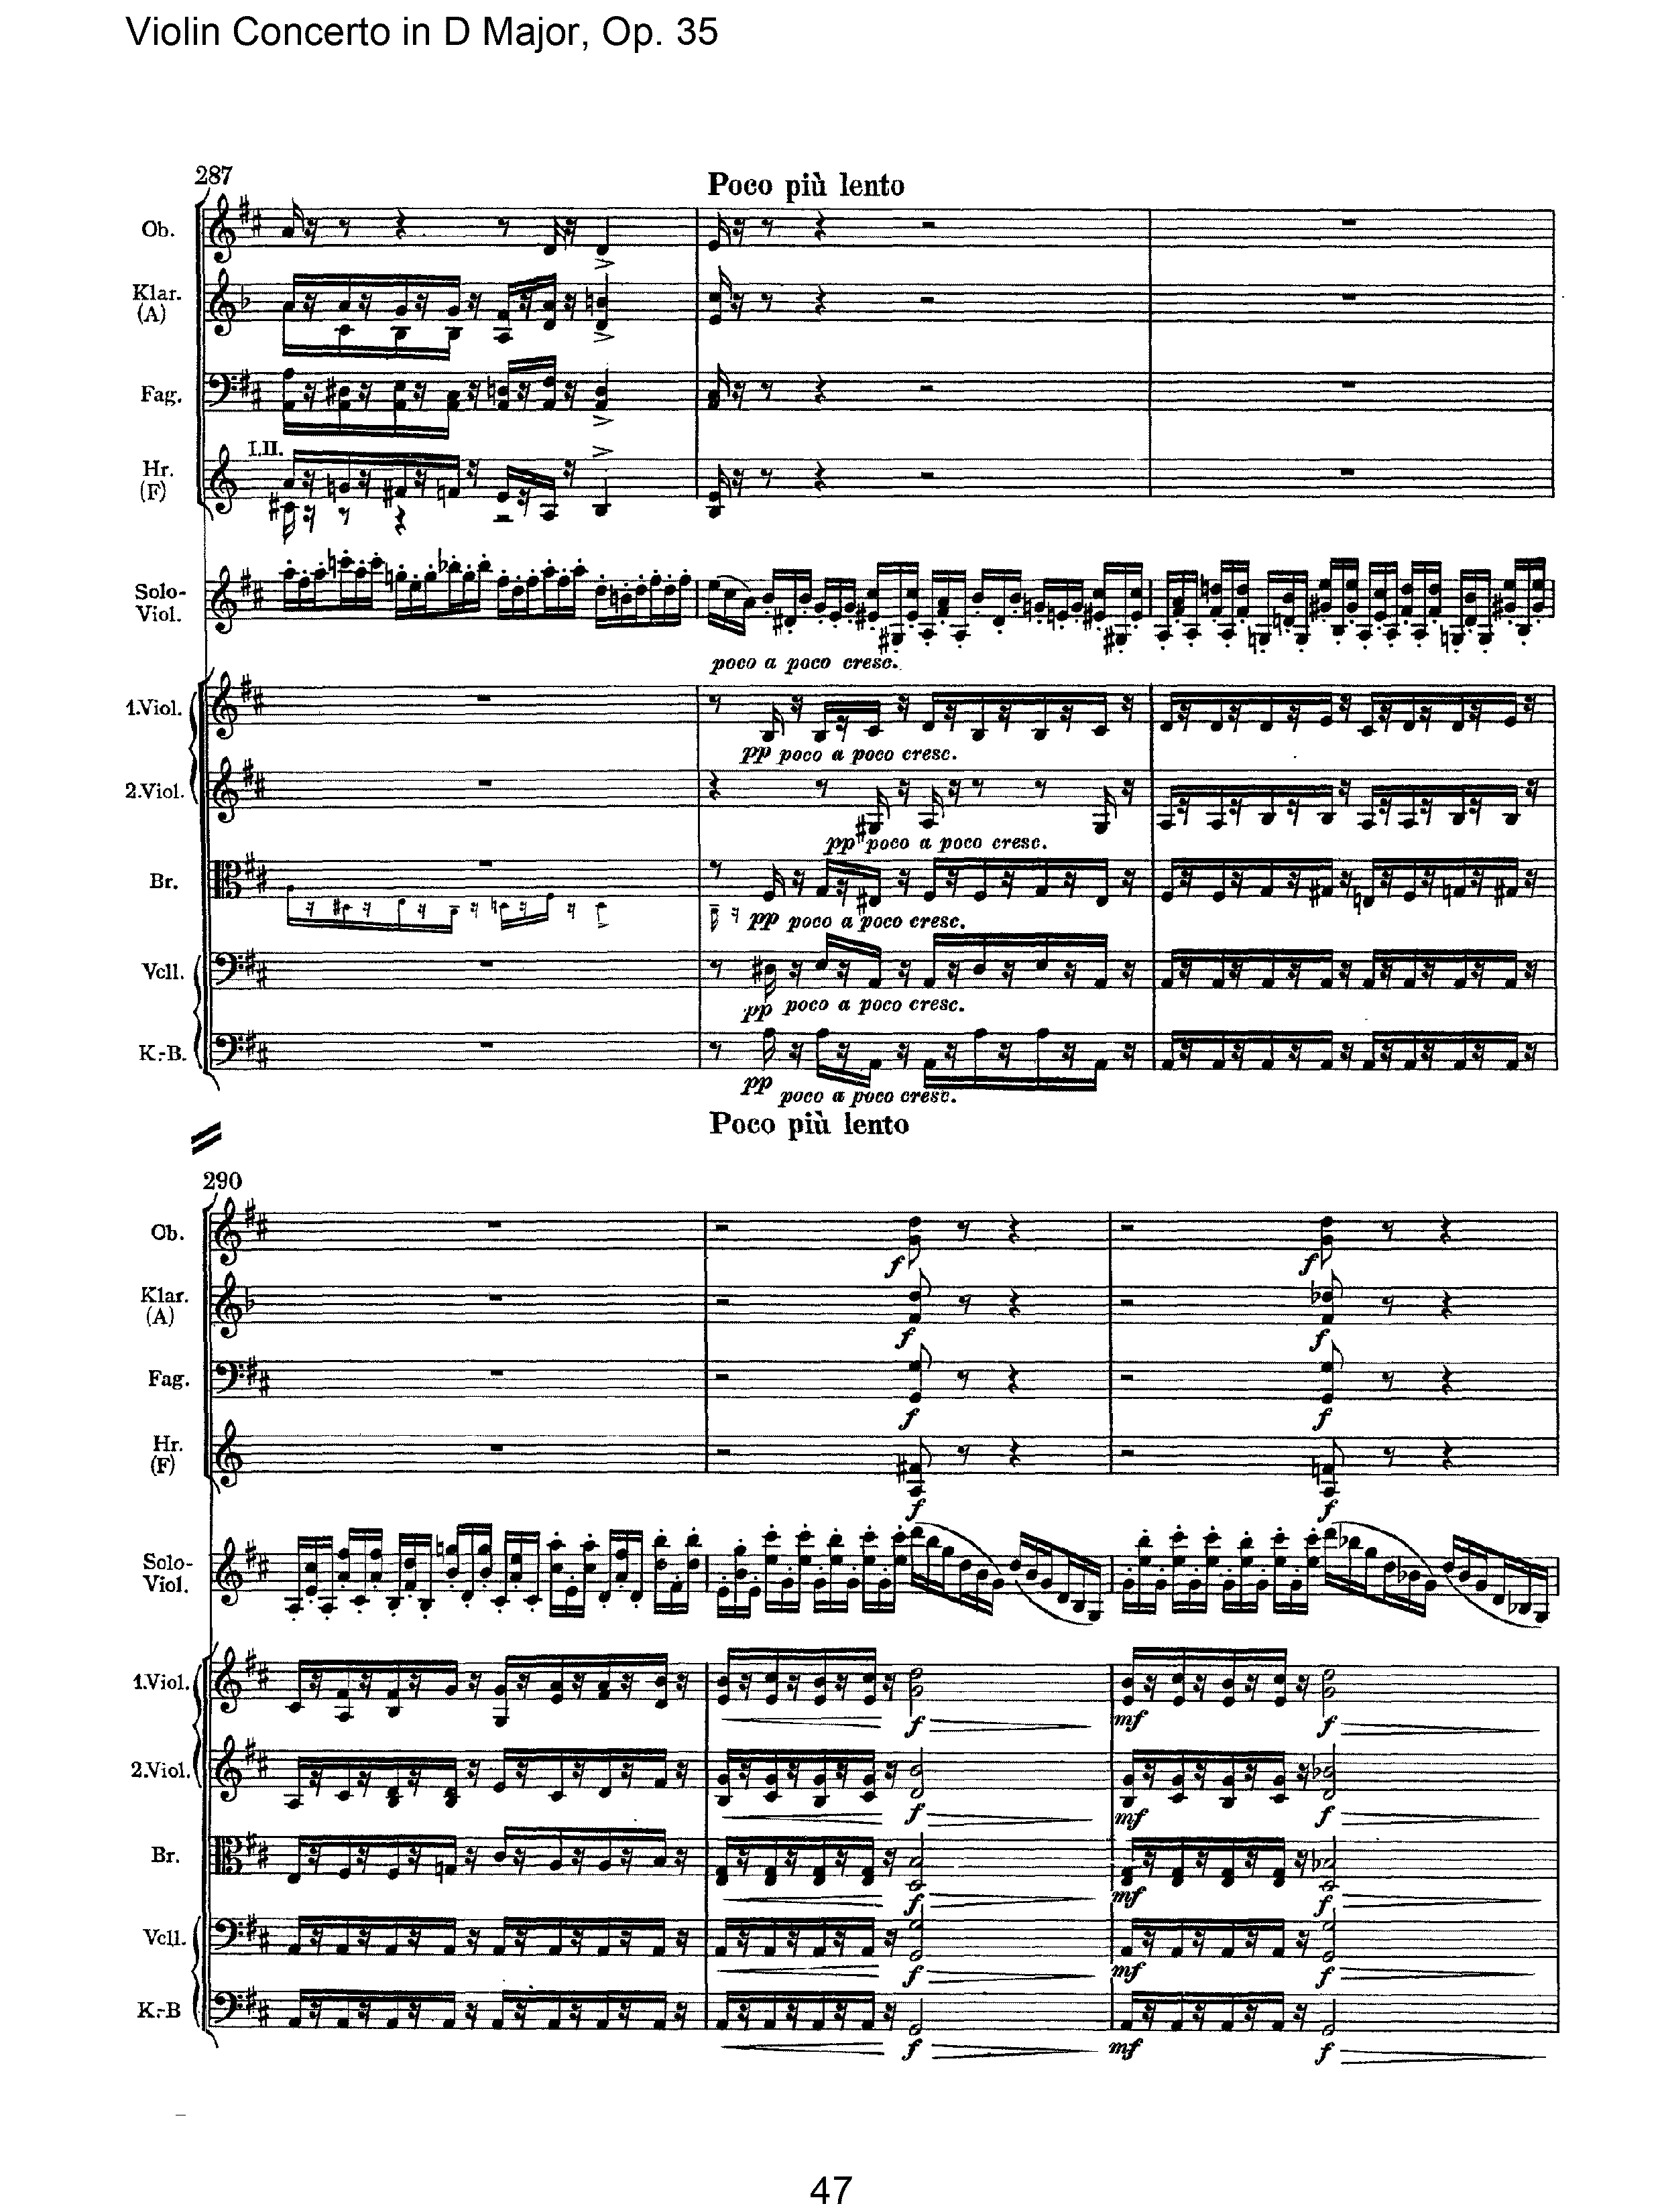 Violin Concerto in D Major, Op. 35
287
Poco più lento
Ob.
Klar.
(A)
Fag.
I.II.
Hr.
(F)
Solo-
Viol.
poco a poco cresc.
1.Viol.
pp poco a poco cresc.
2.Viol.
pp poco a poco cresc.
Br.
pp poco a poco cresc.
Vcll.
pp poco a poco cresc.
K.-B.
pp poco a poco cresc.
Poco più lento
290
Ob.
f f
Klar.
(A)
f f
Fag.
f f
Hr.
(F)
f f
Solo-
Viol.
1.Viol.
f mf f
2.Viol.
f mf f
Br.
f mf f
Vcll.
f mf f
K.-B
f mf f
47